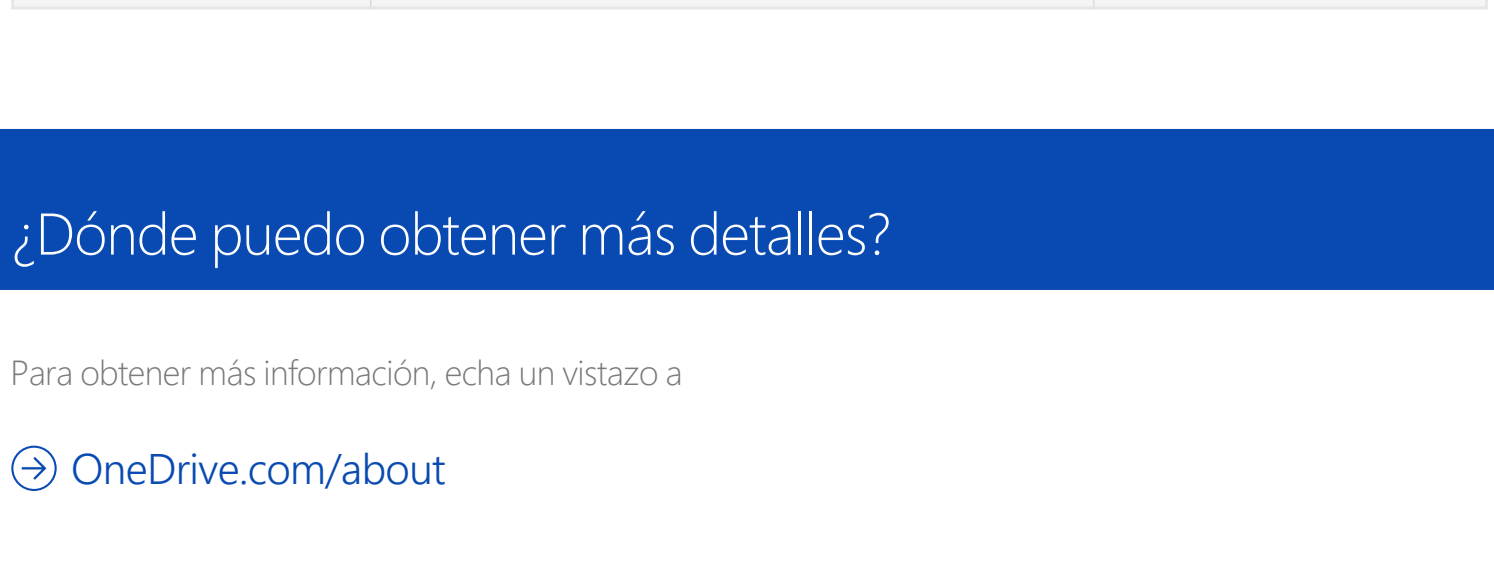 ¿Dónde puedo obtener más detalles?
Para obtener más información, echa un vistazo a
OneDrive.com/about